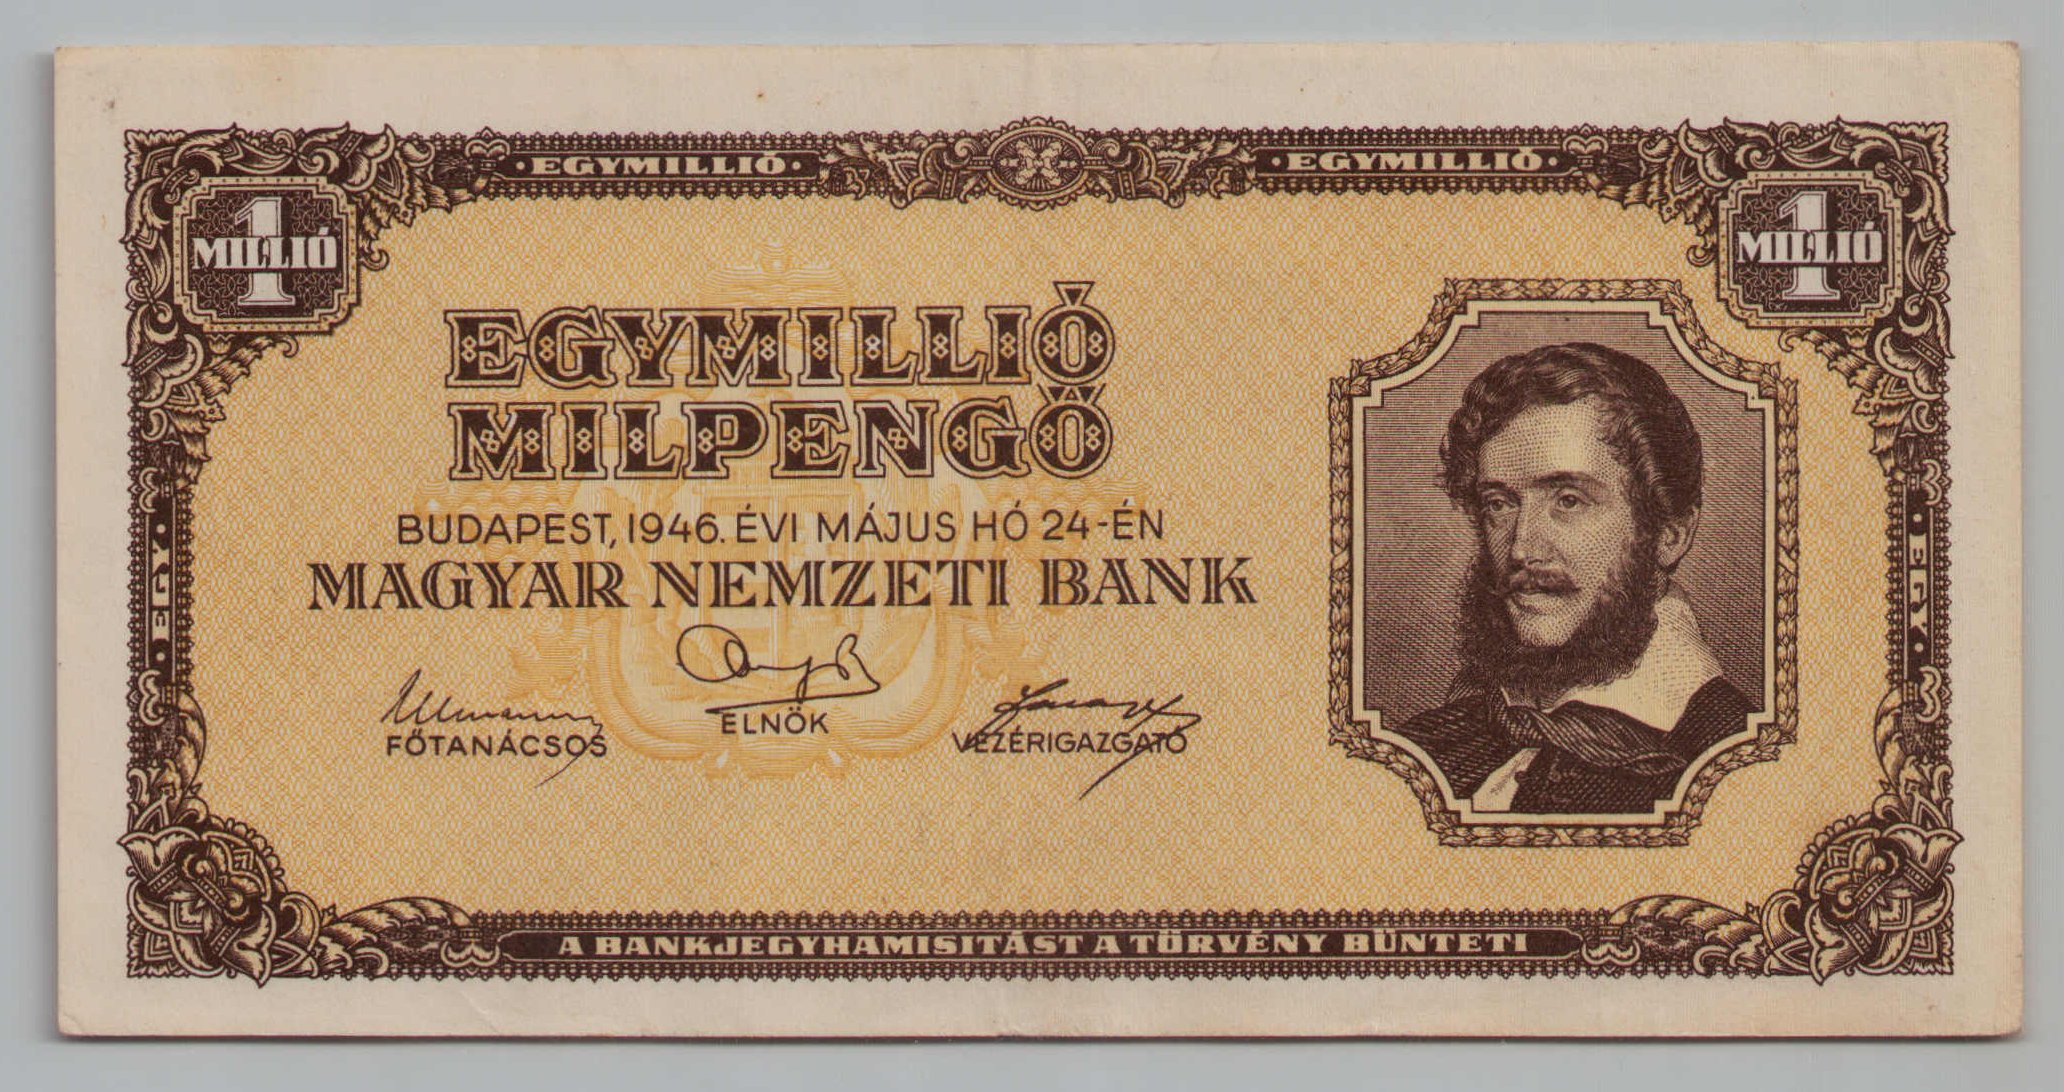 · EGYMILLIÓ · · EGYMILLIÓ ·
1 MILLIÓ
1 MILLIÓ
EGYMILLIÓ
MILPENGŐ
BUDAPEST, 1946. ÉVI MÁJUS HÓ 24-ÉN
MAGYAR NEMZETI BANK
FŐTANÁCSOS
ELNÖK
VEZÉRIGAZGATÓ
· EGY ·
· EGY ·
A BANKJEGYHAMISITÁST A TÖRVÉNY BÜNTETI